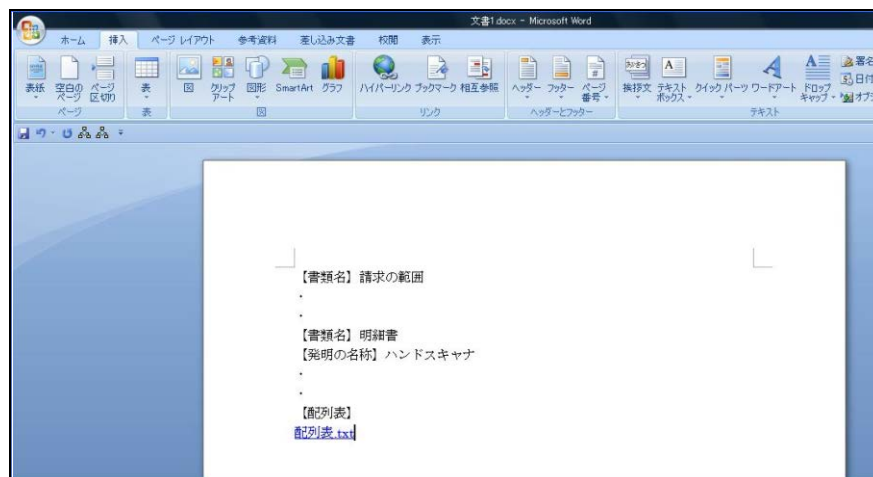 文書1.docx - Microsoft Word
ホーム 挿入 ページ レイアウト 参考資料 差し込み文書 校閲 表示
表紙 空白のページ ページ区切り 表 図 クリップアート 図形 SmartArt グラフ ハイパーリンク ブックマーク 相互参照 ヘッダー フッター ページ番号 挨拶文 テキストボックス クイック パーツ ワードアート ドロップキャップ 署名
日付
オブ
ページ 表 図 リンク ヘッダーとフッター テキスト
【書類名】請求の範囲
・
・
【書類名】明細書
【発明の名称】ハンドスキャナ
・
・
【配列表】
配列表.txt